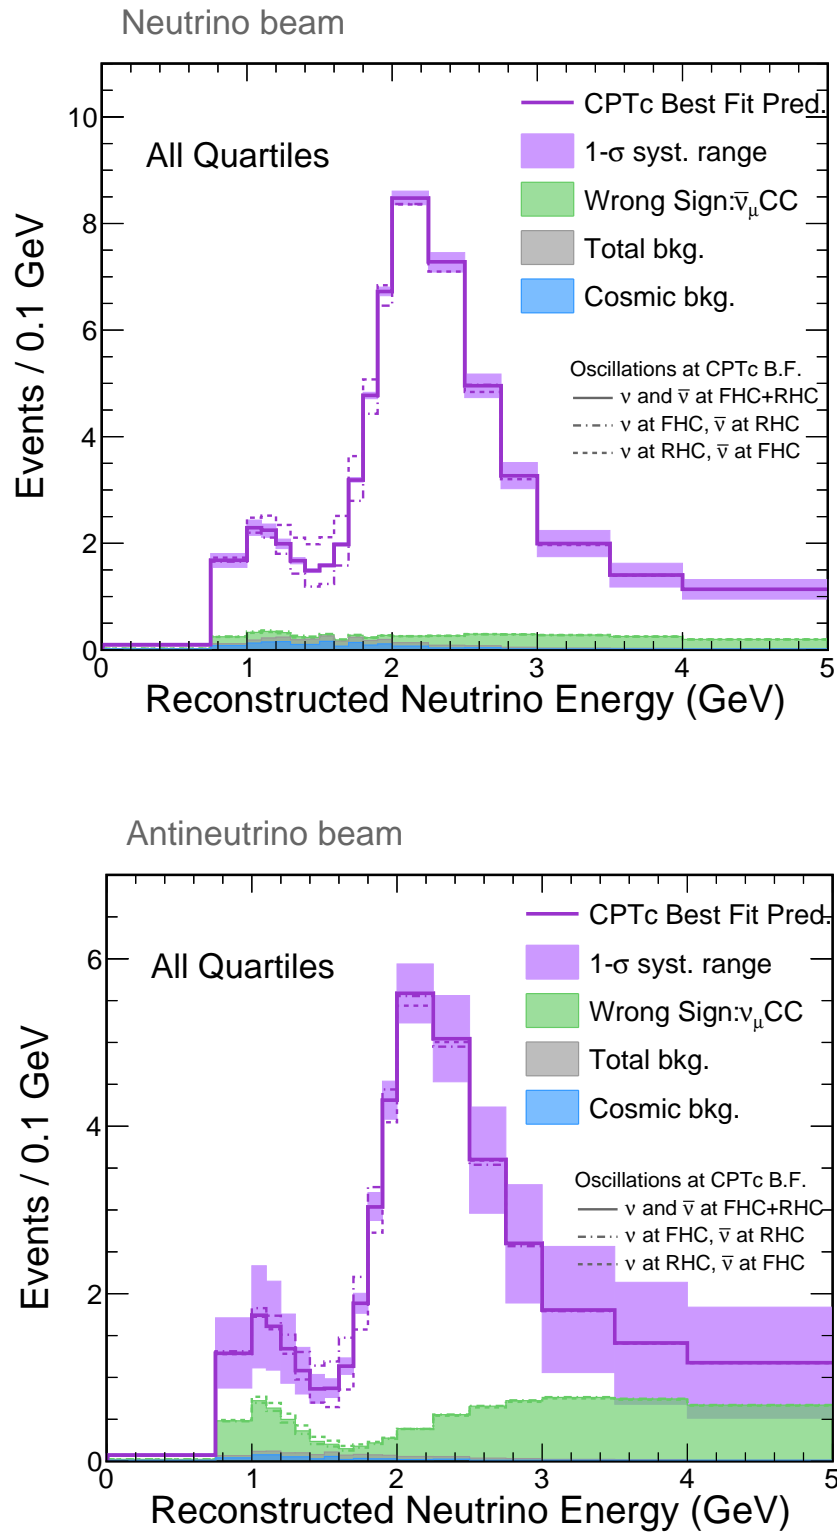 Neutrino beam
CPTc Best Fit Pred.
All Quartiles
1-σ syst. range
Wrong Sign:ν̅μCC
Total bkg.
Cosmic bkg.
Oscillations at CPTc B.F.
ν and ν̅ at FHC+RHC
ν at FHC, ν̅ at RHC
ν at RHC, ν̅ at FHC
Events / 0.1 GeV
10
8
6
4
2
0
0 1 2 3 4 5
Reconstructed Neutrino Energy (GeV)
Antineutrino beam
CPTc Best Fit Pred.
All Quartiles
1-σ syst. range
Wrong Sign:νμCC
Total bkg.
Cosmic bkg.
Oscillations at CPTc B.F.
ν and ν̅ at FHC+RHC
ν at FHC, ν̅ at RHC
ν at RHC, ν̅ at FHC
Events / 0.1 GeV
6
4
2
0
0 1 2 3 4 5
Reconstructed Neutrino Energy (GeV)